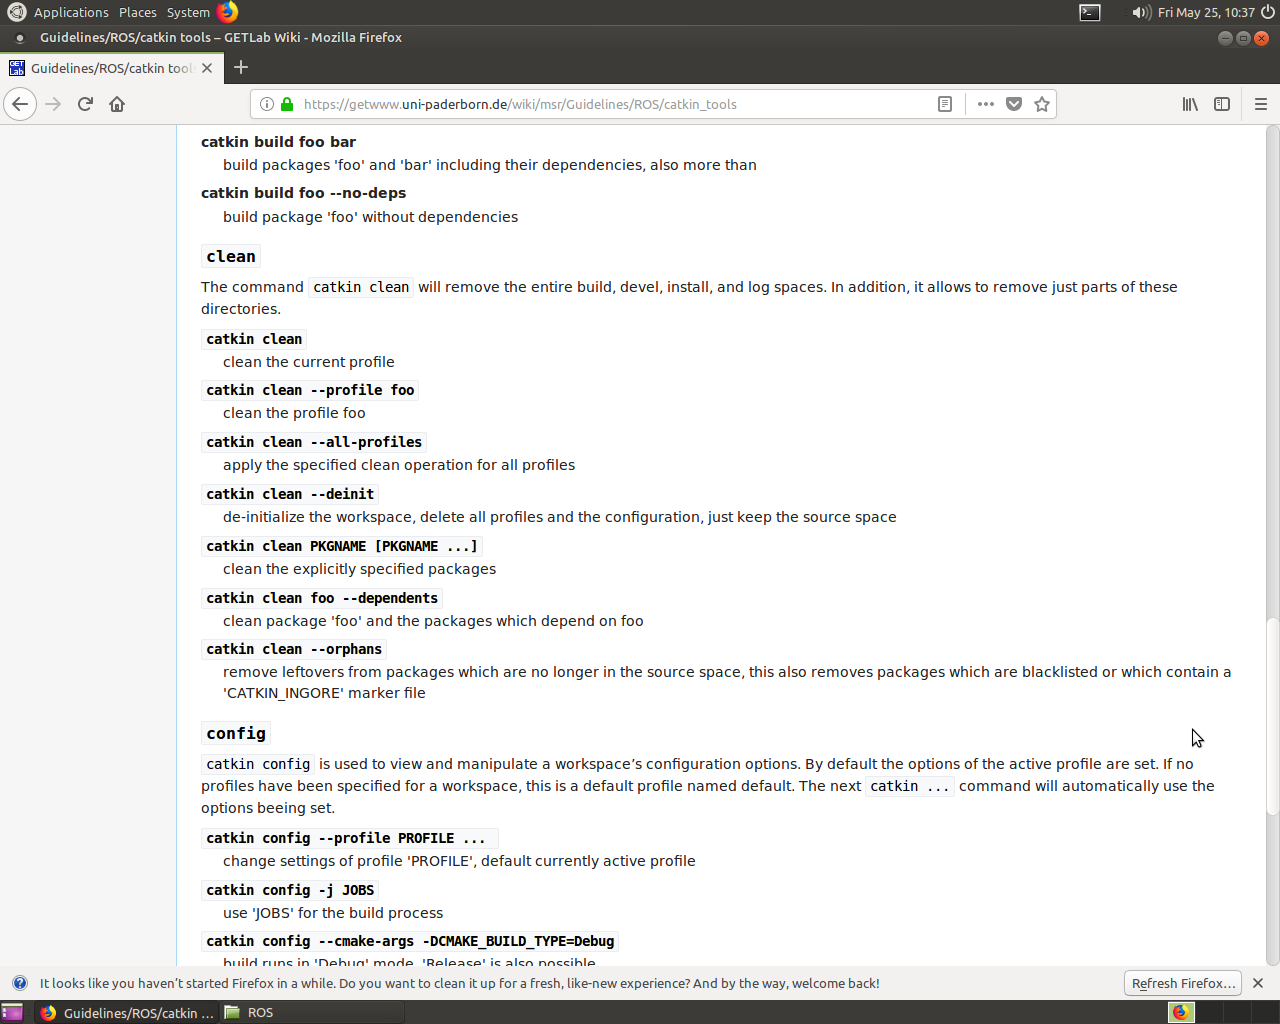 Applications Places System Fri May 25, 10:37
Guidelines/ROS/catkin tools – GETLab Wiki - Mozilla Firefox
GET Lab Guidelines/ROS/catkin tools
https://getwww.uni-paderborn.de/wiki/msr/Guidelines/ROS/catkin_tools
catkin build foo bar
build packages 'foo' and 'bar' including their dependencies, also more than
catkin build foo --no-deps
build package 'foo' without dependencies
clean
The command catkin clean will remove the entire build, devel, install, and log spaces. In addition, it allows to remove just parts of these
directories.
catkin clean
clean the current profile
catkin clean --profile foo
clean the profile foo
catkin clean --all-profiles
apply the specified clean operation for all profiles
catkin clean --deinit
de-initialize the workspace, delete all profiles and the configuration, just keep the source space
catkin clean PKGNAME [PKGNAME ...]
clean the explicitly specified packages
catkin clean foo --dependents
clean package 'foo' and the packages which depend on foo
catkin clean --orphans
remove leftovers from packages which are no longer in the source space, this also removes packages which are blacklisted or which contain a
'CATKIN_INGORE' marker file
config
catkin config is used to view and manipulate a workspace’s configuration options. By default the options of the active profile are set. If no
profiles have been specified for a workspace, this is a default profile named default. The next catkin ... command will automatically use the
options beeing set.
catkin config --profile PROFILE ...
change settings of profile 'PROFILE', default currently active profile
catkin config -j JOBS
use 'JOBS' for the build process
catkin config --cmake-args -DCMAKE_BUILD_TYPE=Debug
build runs in 'Debug' mode, 'Release' is also possible
It looks like you haven’t started Firefox in a while. Do you want to clean it up for a fresh, like-new experience? And by the way, welcome back! Refresh Firefox…
Guidelines/ROS/catkin ... ROS